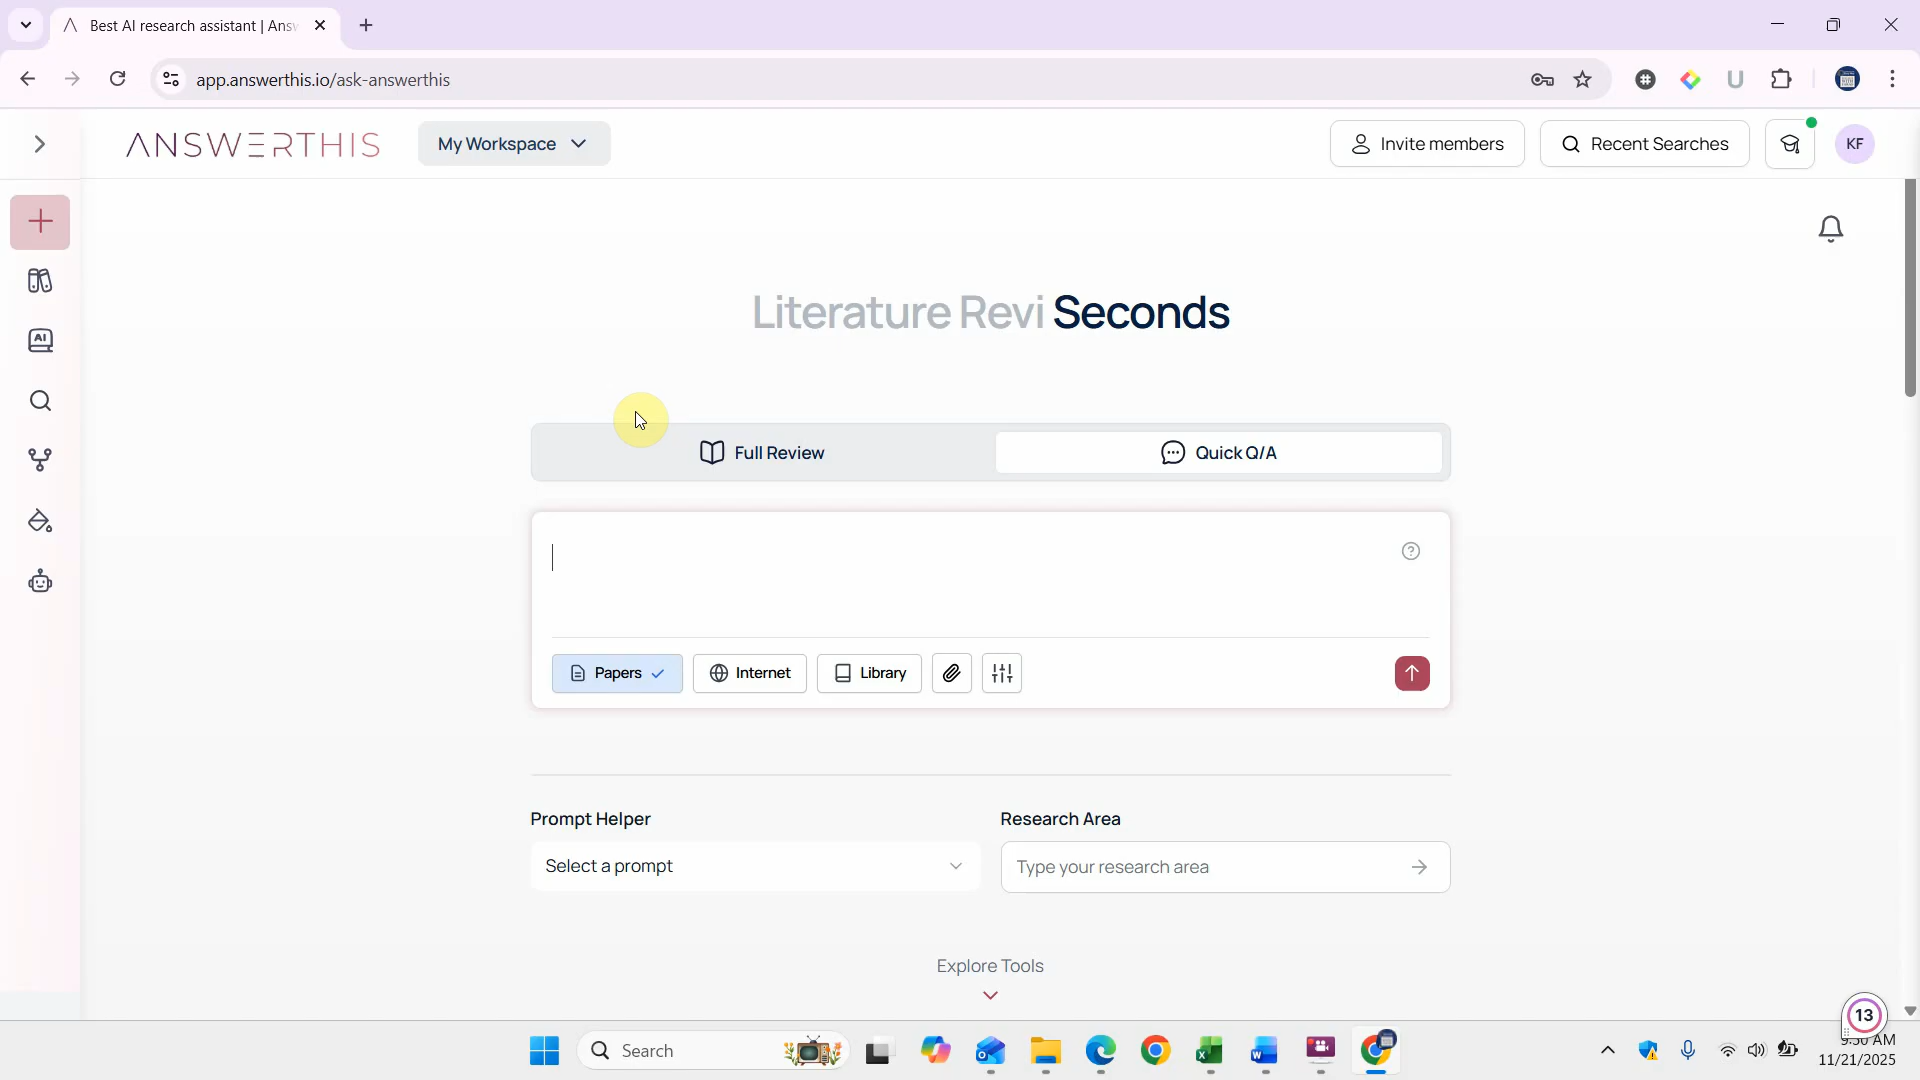 Best AI research assistant | Ans
app.answerthis.io/ask-answerthis
ANSWERTHIS
My Workspace
Invite members
Recent Searches
KF
AI
Literature Revi Seconds
Full Review
Quick Q/A
Papers
Internet
Library
Prompt Helper
Research Area
Select a prompt
Type your research area
Explore Tools
13
Search
AM
11/21/2025